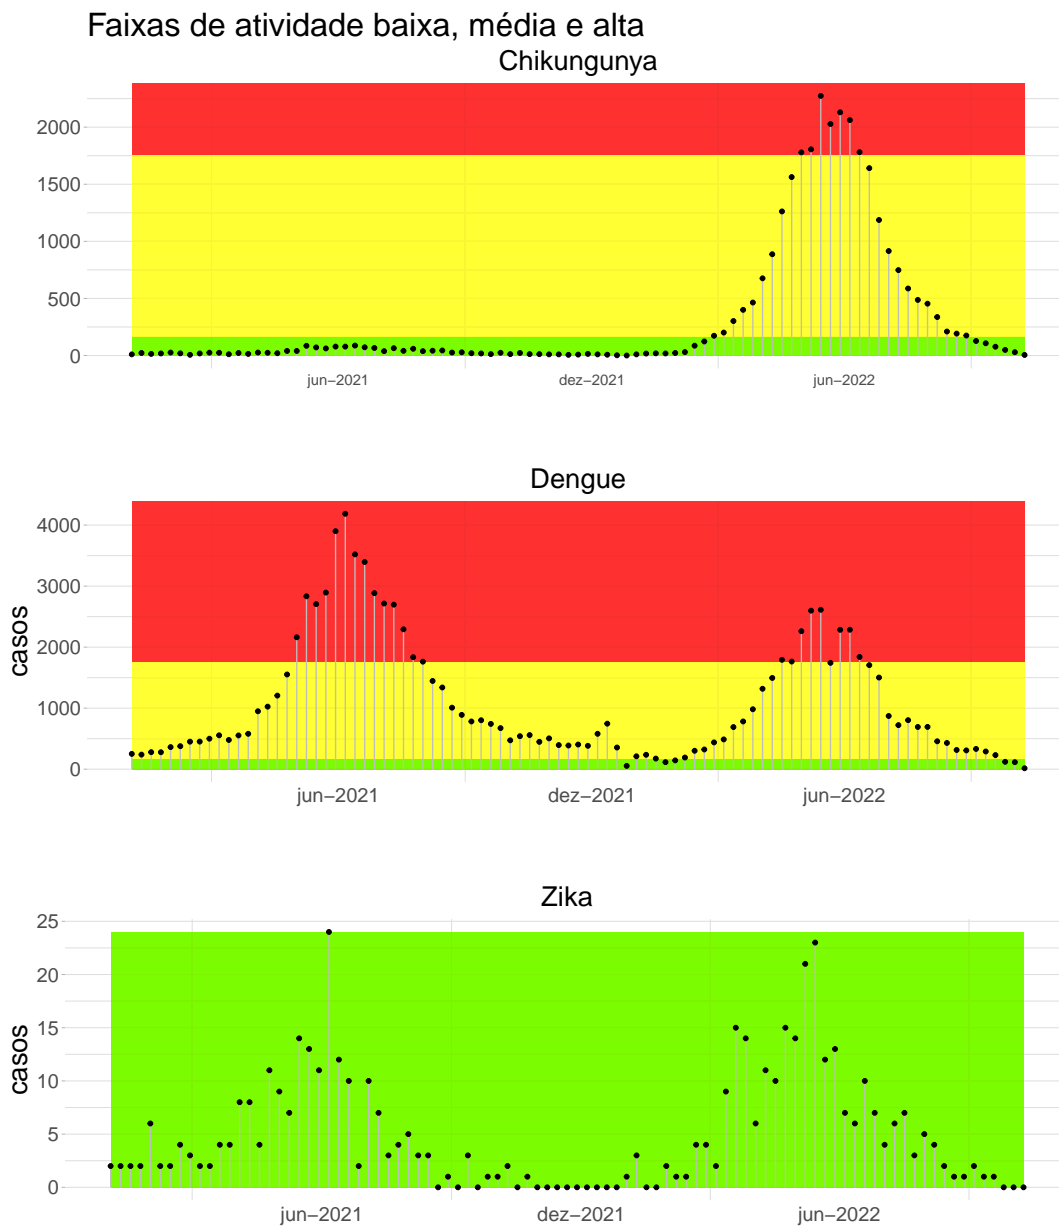 Faixas de atividade baixa, média e alta
Chikungunya
2000
1500
1000
500
0
jun−2021 dez−2021 jun−2022
Dengue
casos
4000
3000
2000
1000
0
jun−2021 dez−2021 jun−2022
Zika
casos
25
20
15
10
5
0
jun−2021 dez−2021 jun−2022